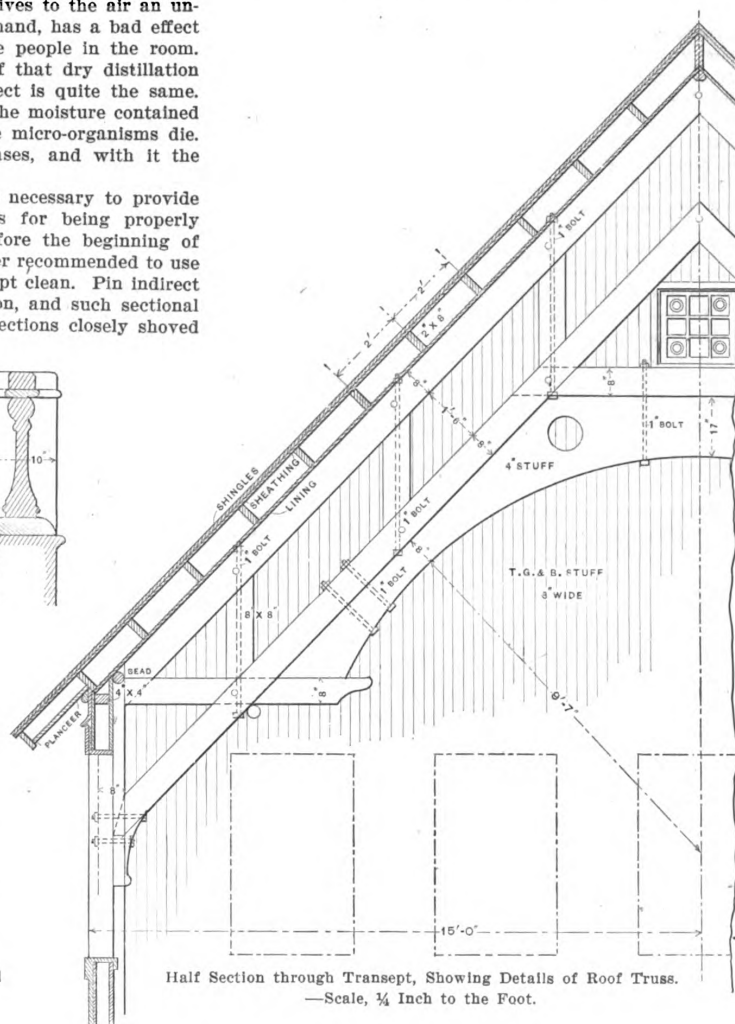 ives to the air an un-
hand, has a bad effect
e people in the room.
f that dry distillation
ect is quite the same.
he moisture contained
e micro-organisms die.
ases, and with it the
necessary to provide
s for being properly
fore the beginning of
er recommended to use
pt clean. Pin indirect
on, and such sectional
ections closely shoved
10"
1" BOLT
2'
2'
2" X 8"
8"
1'-6"
8"
8"
1" BOLT
17"
4" STUFF
SHINGLES
SHEATHING
LINING
1" BOLT
1" BOLT
8"
1" BOLT
T.G. & B. STUFF
3" WIDE
8" X 8"
BEAD
4" X 4"
8"
PLANCEER
9'-7"
8"
15'-0"
Half Section through Transept, Showing Details of Roof Truss.
—Scale, ¼ Inch to the Foot.